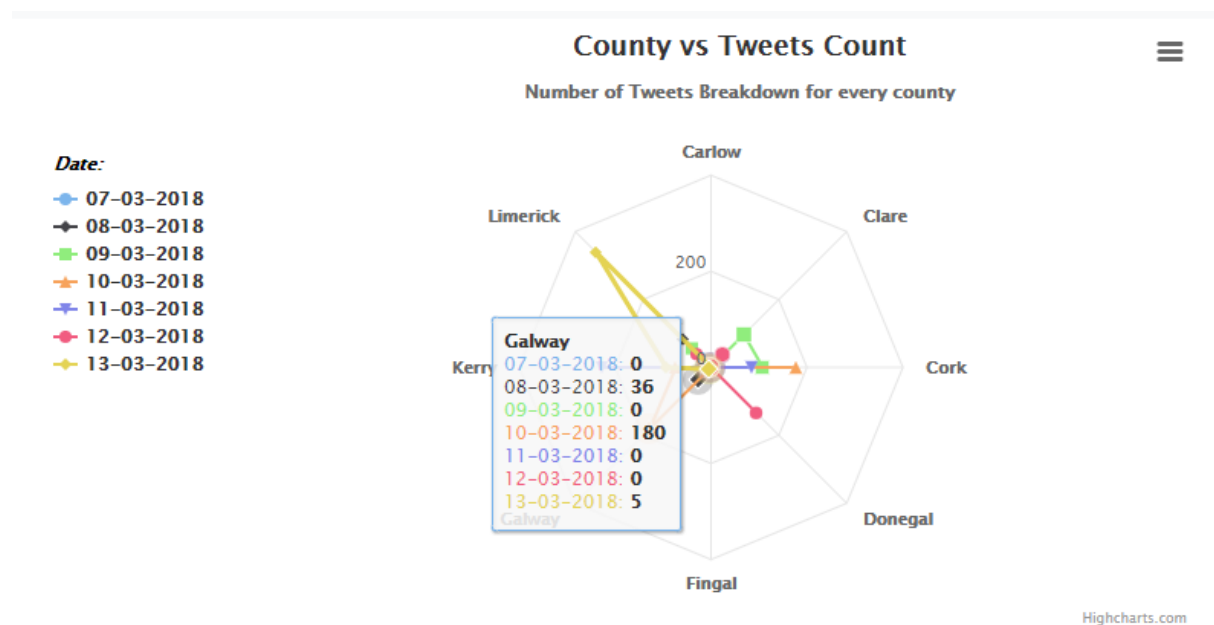 County vs Tweets Count
Number of Tweets Breakdown for every county
Date:
07-03-2018
08-03-2018
09-03-2018
10-03-2018
11-03-2018
12-03-2018
13-03-2018
Carlow
Limerick
Clare
200
0
Kerry
Cork
Galway
07-03-2018: 0
08-03-2018: 36
09-03-2018: 0
10-03-2018: 180
11-03-2018: 0
12-03-2018: 0
13-03-2018: 5
Galway
Donegal
Fingal
Highcharts.com